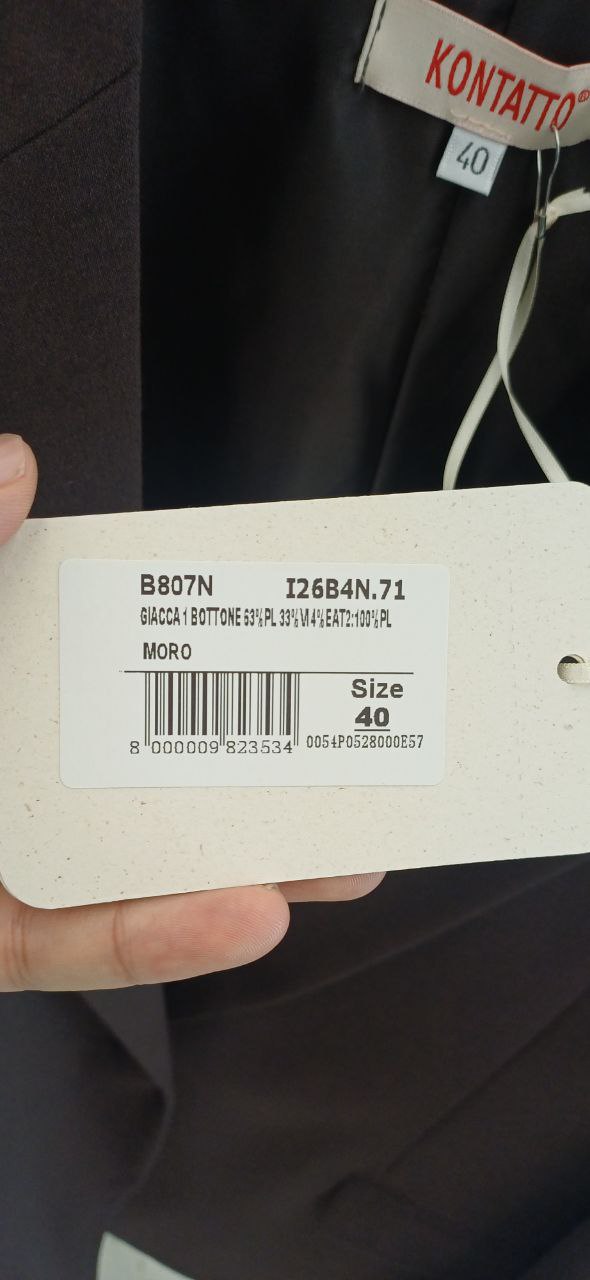 KONTATTO®
40
B807N I26B4N.71
GIACCA 1 BOTTONE 63% PL 33% VI 4% EA T2:100% PL
MORO
Size
40
8 000009 823534 0054P0528000E57